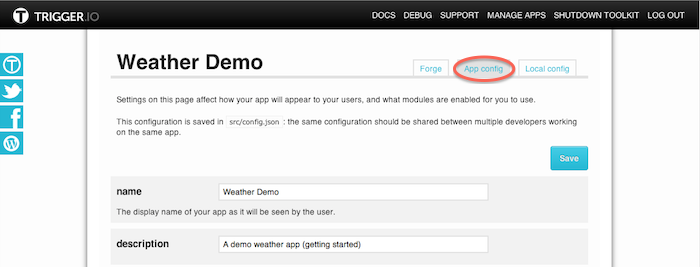 TRIGGER.IO
DOCS DEBUG SUPPORT MANAGE APPS SHUTDOWN TOOLKIT LOG OUT
Weather Demo
Forge App config Local config
Settings on this page affect how your app will appear to your users, and what modules are enabled for you to use.
This configuration is saved in src/config.json : the same configuration should be shared between multiple developers working
on the same app.
Save
name Weather Demo
The display name of your app as it will be seen by the user.
description A demo weather app (getting started)